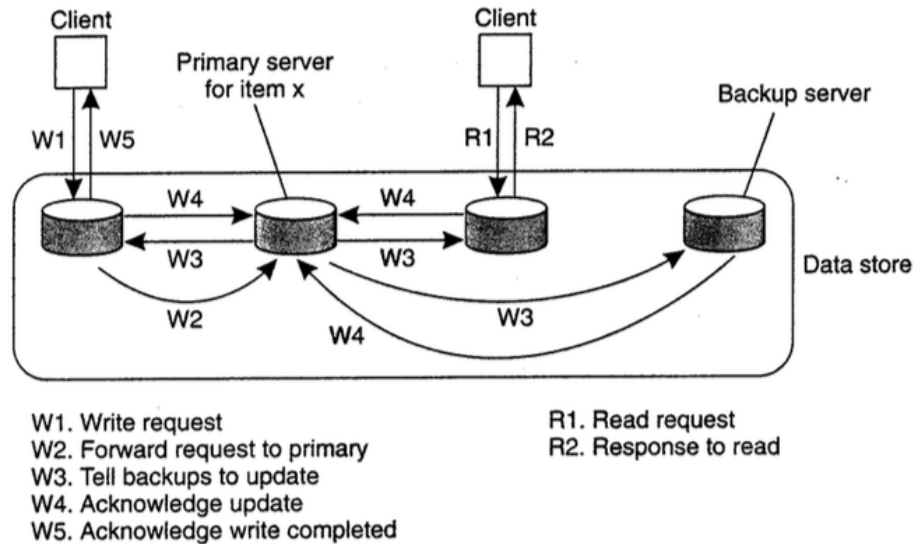 Client
Client
Primary server
for item x
Backup server
W1
W5
R1
R2
W4
W4
W3
W3
Data store
W2
W3
W4
W1. Write request
W2. Forward request to primary
W3. Tell backups to update
W4. Acknowledge update
W5. Acknowledge write completed
R1. Read request
R2. Response to read